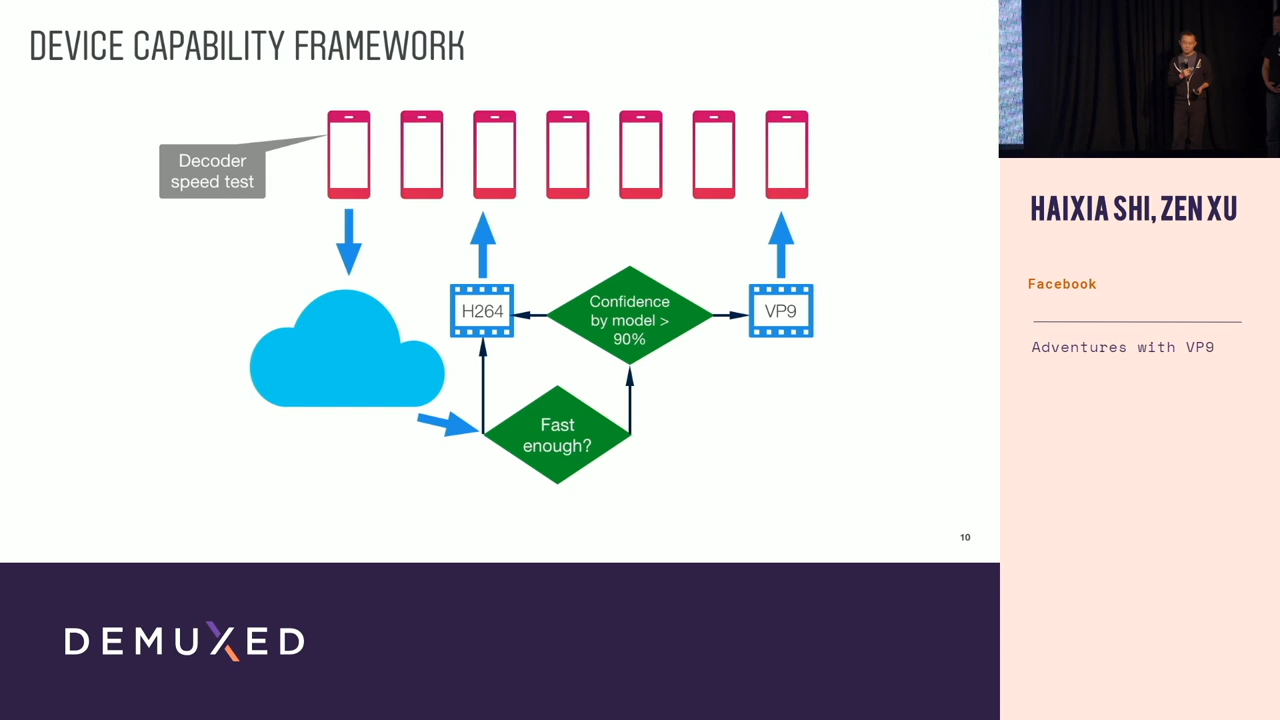 DEVICE CAPABILITY FRAMEWORK
Decoder
speed test
H264
Confidence
by model >
90%
VP9
Fast
enough?
10
DEMUXED
HAIXIA SHI, ZEN XU
Facebook
Adventures with VP9